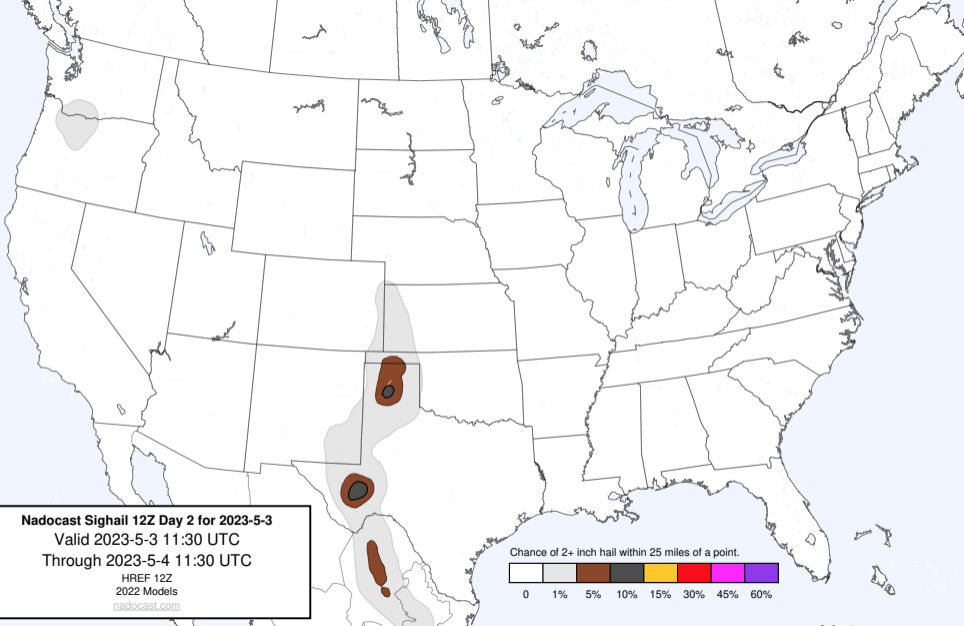 Nadocast Sighail 12Z Day 2 for 2023-5-3
Valid 2023-5-3 11:30 UTC
Through 2023-5-4 11:30 UTC
HREF 12Z
2022 Models
nadocast.com
Chance of 2+ inch hail within 25 miles of a point.
0 1% 5% 10% 15% 30% 45% 60%